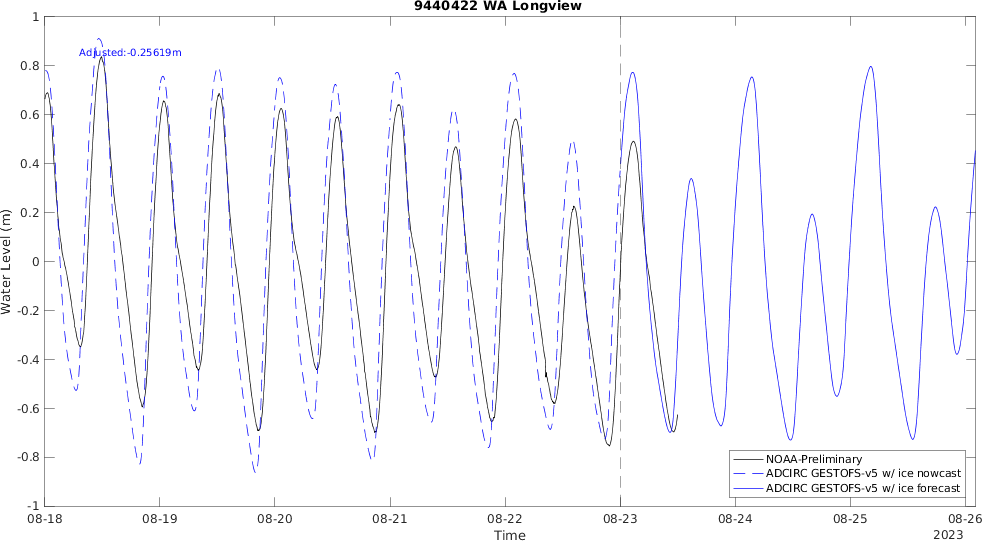 9440422 WA Longview
Adjusted:-0.25619m
Water Level (m)
1
0.8
0.6
0.4
0.2
0
-0.2
-0.4
-0.6
-0.8
-1
NOAA-Preliminary
ADCIRC GESTOFS-v5 w/ ice nowcast
ADCIRC GESTOFS-v5 w/ ice forecast
08-18 08-19 08-20 08-21 08-22 08-23 08-24 08-25 08-26
Time
2023